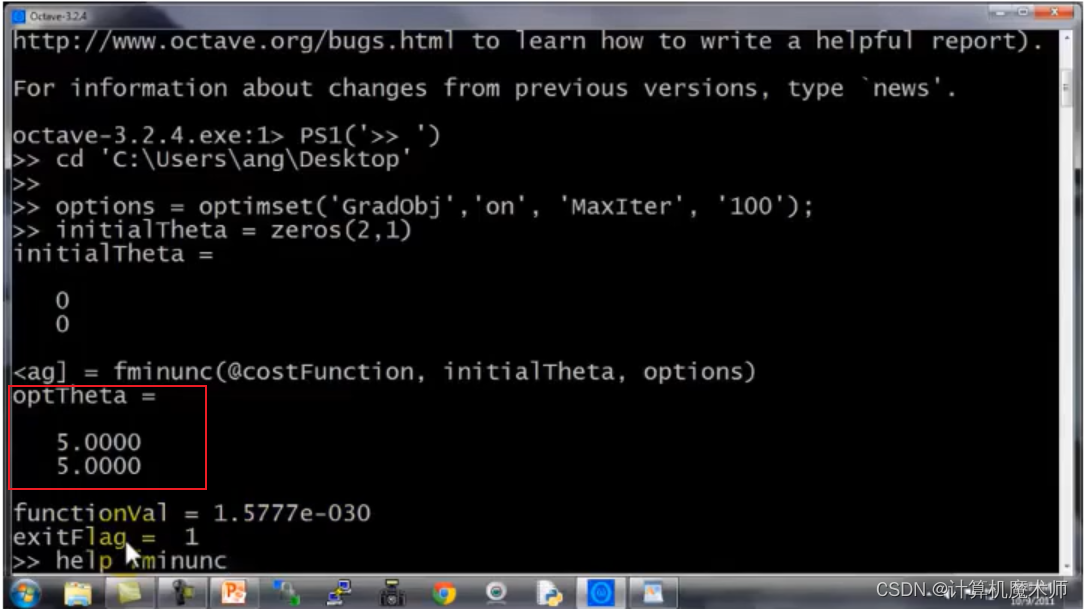 Octave-3.2.4
http://www.octave.org/bugs.html to learn how to write a helpful report).
For information about changes from previous versions, type `news'.
octave-3.2.4.exe:1> PS1('>> ')
>> cd 'C:\Users\ang\Desktop'
>>
>> options = optimset('GradObj','on', 'MaxIter', '100');
>> initialTheta = zeros(2,1)
initialTheta =
0
0
<ag] = fminunc(@costFunction, initialTheta, options)
optTheta =
5.0000
5.0000
functionVal = 1.5777e-030
exitFlag = 1
>> help fminunc
CSDN @计算机魔术师
10/9/2011